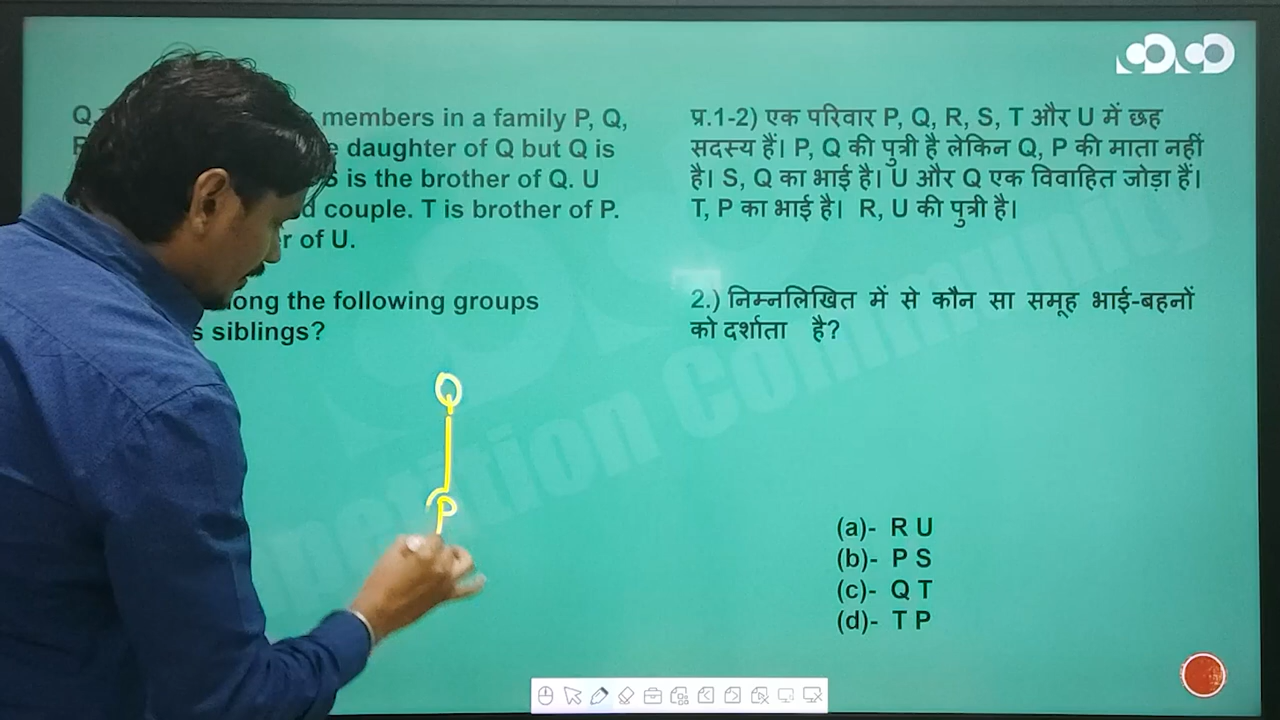 Q. members in a family P, Q,
daughter of Q but Q is
S is the brother of Q. U
couple. T is brother of P.
of U.
the following groups
siblings?
Q
P
प्र.1-2) एक परिवार P, Q, R, S, T और U में छह
सदस्य हैं। P, Q की पुत्री है लेकिन Q, P की माता नहीं
है। S, Q का भाई है। U और Q एक विवाहित जोड़ा हैं।
T, P का भाई है। R, U की पुत्री है।
2.) निम्नलिखित में से कौन सा समूह भाई-बहनों
को दर्शाता है?
(a)- R U
(b)- P S
(c)- Q T
(d)- T P
Community